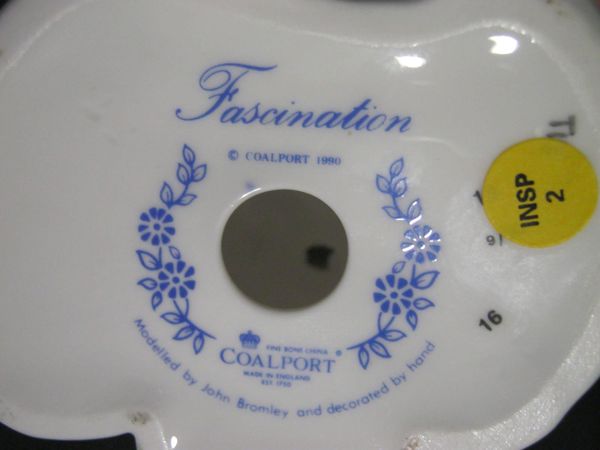 Fascination
© COALPORT 1990
INSP
2
16
FINE BONE CHINA
COALPORT ®
MADE IN ENGLAND
EST. 1750
Modelled by John Bromley and decorated by hand